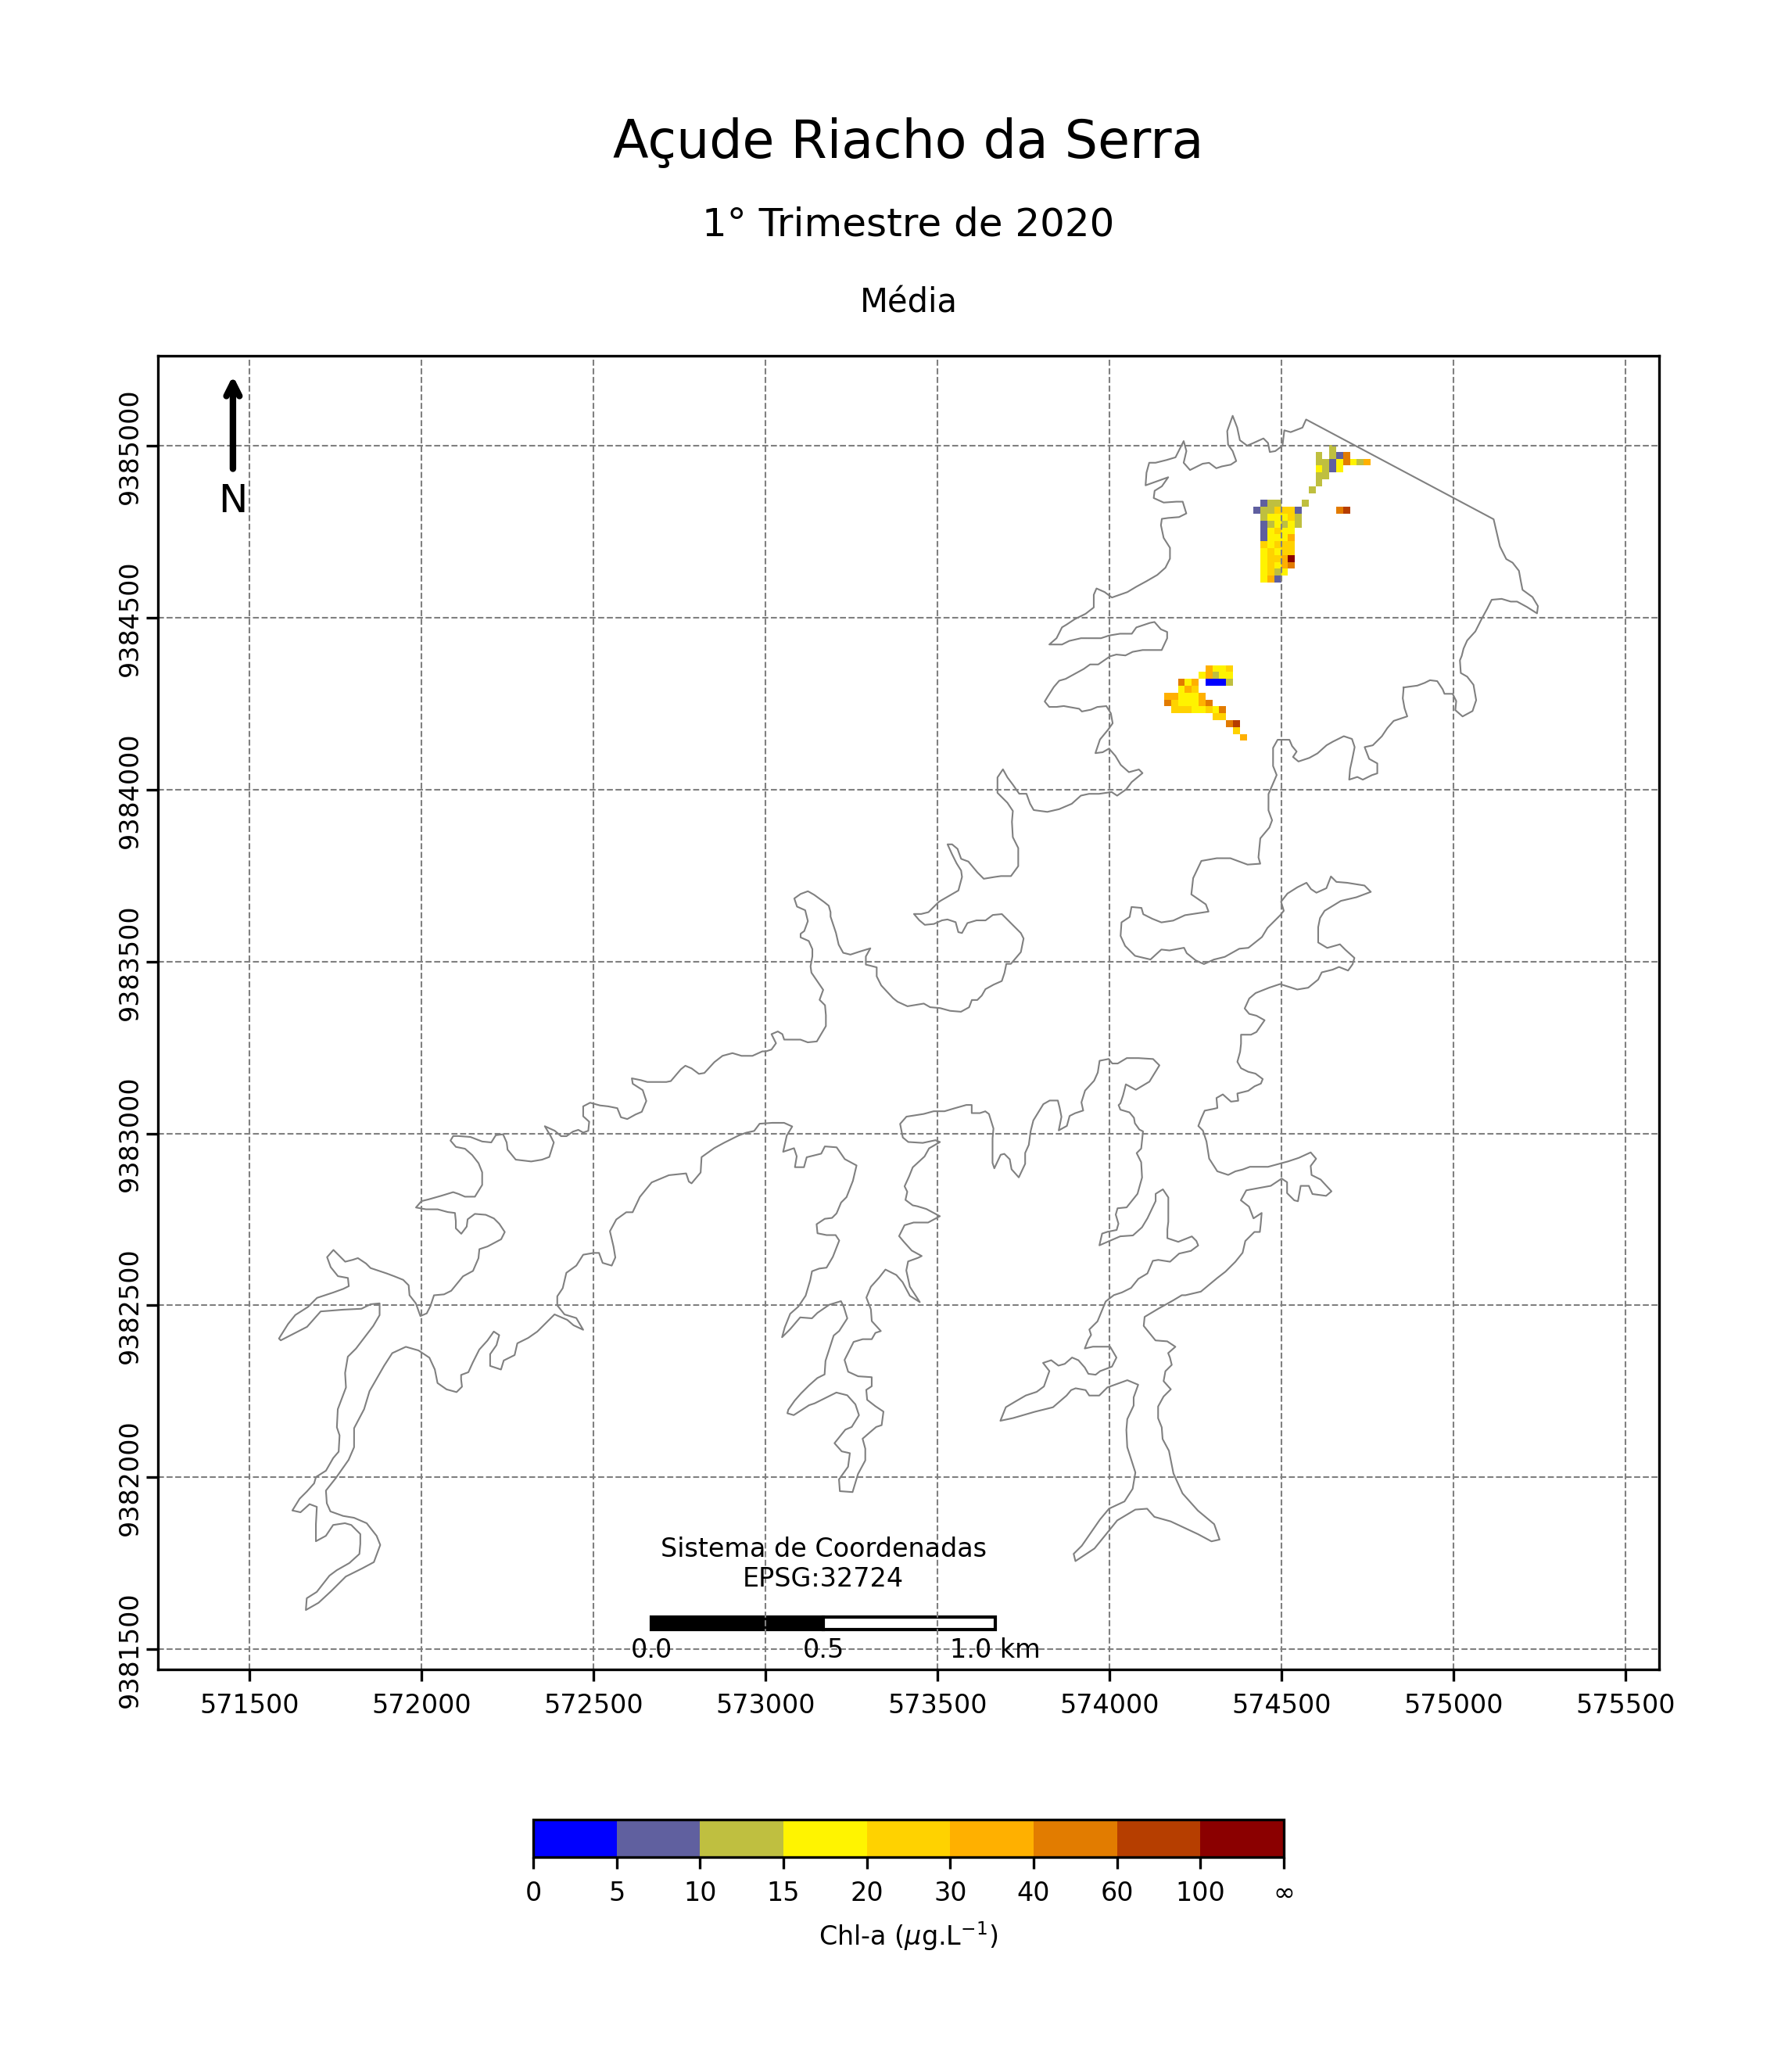 Açude Riacho da Serra
1° Trimestre de 2020
Média
N
9385000
9384500
9384000
9383500
9383000
9382500
9382000
9381500
Sistema de Coordenadas
EPSG:32724
0.0 0.5 1.0 km
571500 572000 572500 573000 573500 574000 574500 575000 575500
0 5 10 15 20 30 40 60 100 ∞
Chl-a (μg.L⁻¹)